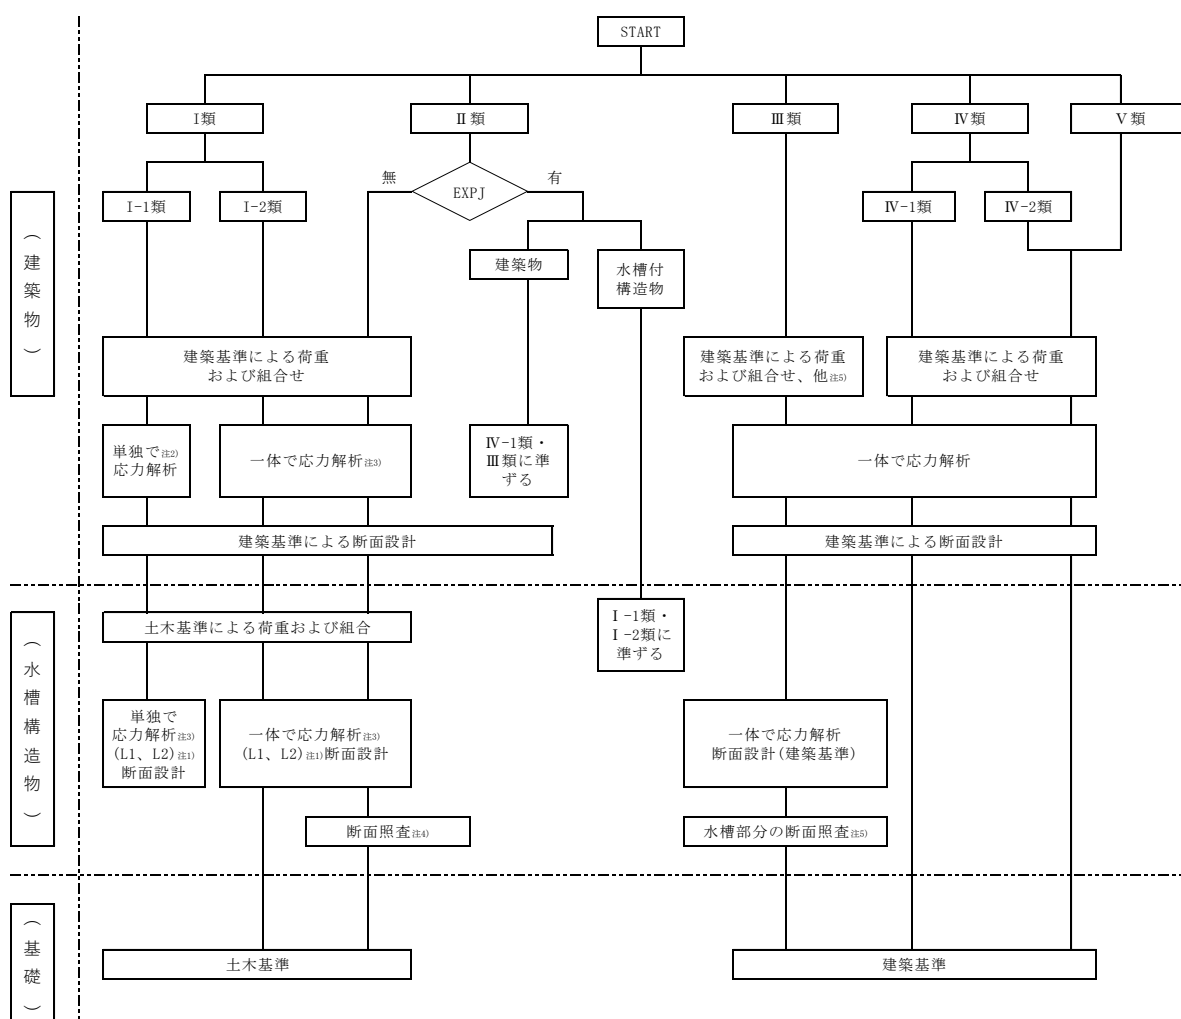 START
I類
Ⅱ類
Ⅲ類
Ⅳ類
Ⅴ類
無
EXPJ
有
I-1類
I-2類
Ⅳ-1類
Ⅳ-2類
(建築物)
建築物
水槽付
構造物
建築基準による荷重
および組合せ
建築基準による荷重
および組合せ、他注5)
建築基準による荷重
および組合せ
単独で注2)
応力解析
一体で応力解析注3)
Ⅳ-1類・
Ⅲ類に準
ずる
一体で応力解析
建築基準による断面設計
建築基準による断面設計
(水槽構造物)
土木基準による荷重および組合
I-1類・
I-2類に
準ずる
単独で
応力解析注3)
(L1、L2)注1)
断面設計
一体で応力解析注3)
(L1、L2)注1)断面設計
一体で応力解析
断面設計(建築基準)
断面照査注4)
水槽部分の断面照査注5)
(基礎)
土木基準
建築基準